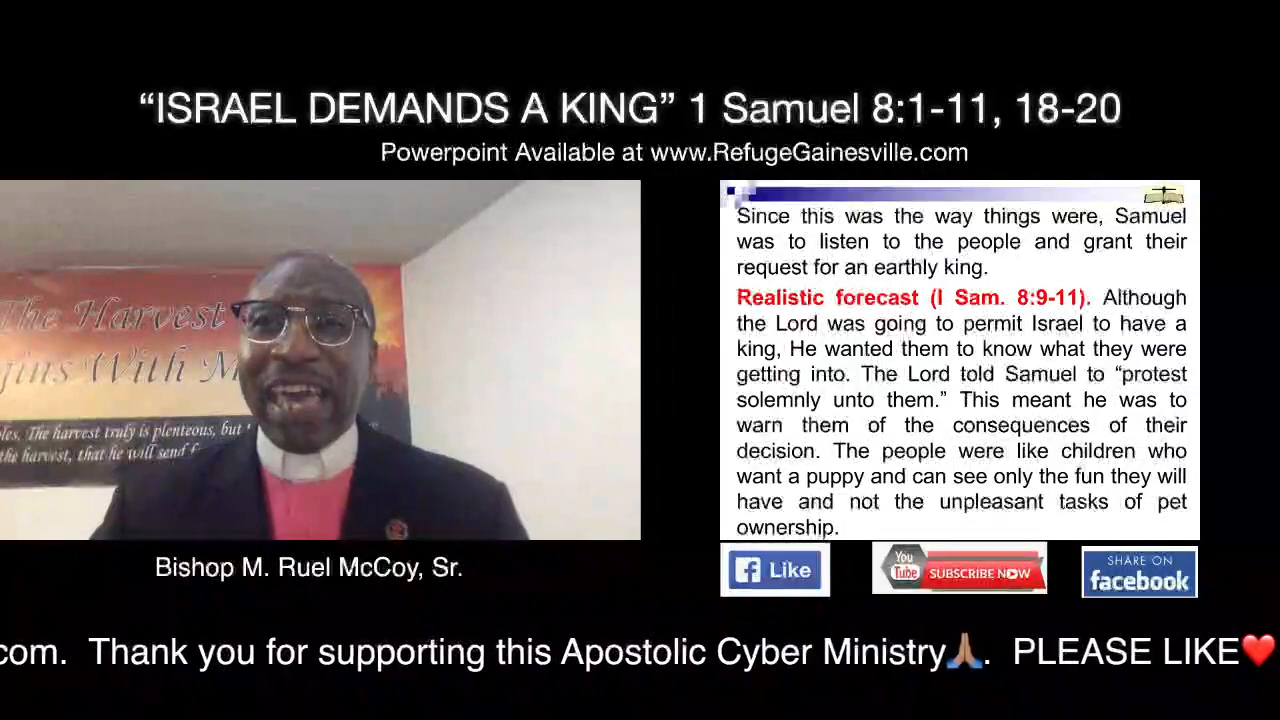 “ISRAEL DEMANDS A KING” 1 Samuel 8:1-11, 18-20
Powerpoint Available at www.RefugeGainesville.com
The Harvest
With
The harvest truly is plenteous, but
the harvest, that he will send
Since this was the way things were, Samuel
was to listen to the people and grant their
request for an earthly king.
Realistic forecast (I Sam. 8:9-11). Although
the Lord was going to permit Israel to have a
king, He wanted them to know what they were
getting into. The Lord told Samuel to “protest
solemnly unto them.” This meant he was to
warn them of the consequences of their
decision. The people were like children who
want a puppy and can see only the fun they will
have and not the unpleasant tasks of pet
ownership.
Like
You
Tube
SUBSCRIBE NOW
SHARE ON
facebook
Bishop M. Ruel McCoy, Sr.
com. Thank you for supporting this Apostolic Cyber Ministry🙏🏽. PLEASE LIKE❤️